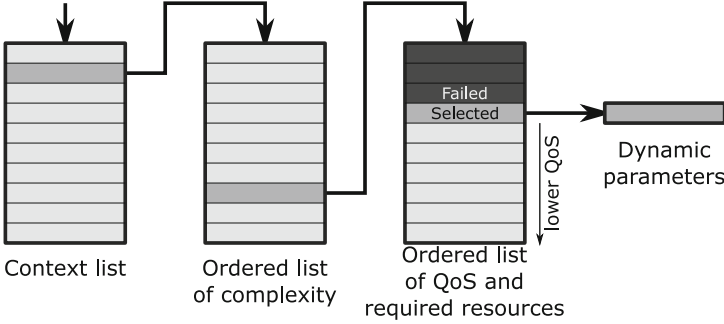 Failed
Selected
lower QoS
Dynamic
parameters
Context list
Ordered list
of complexity
Ordered list
of QoS and
required resources